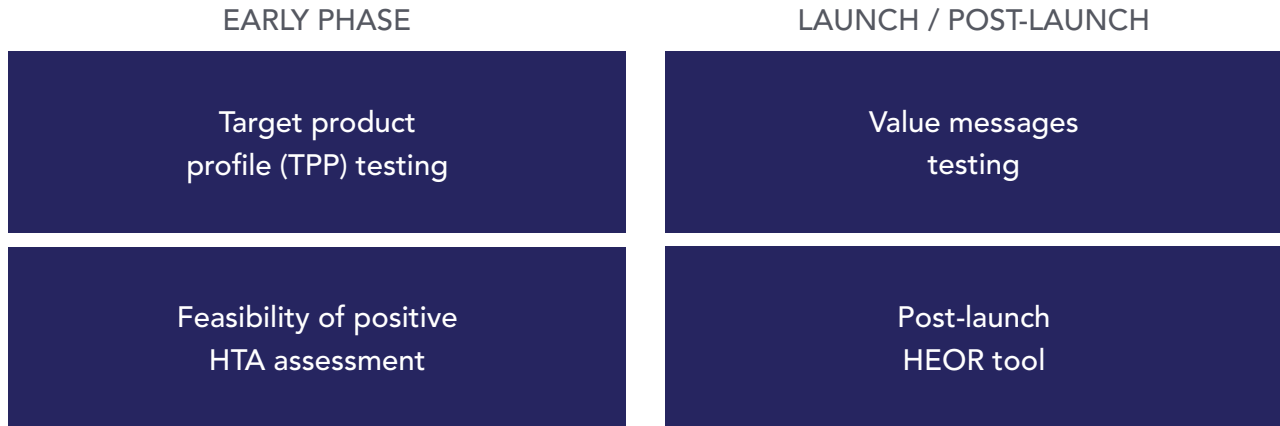 EARLY PHASE
Target product
profile (TPP) testing
Feasibility of positive
HTA assessment
LAUNCH / POST-LAUNCH
Value messages
testing
Post-launch
HEOR tool